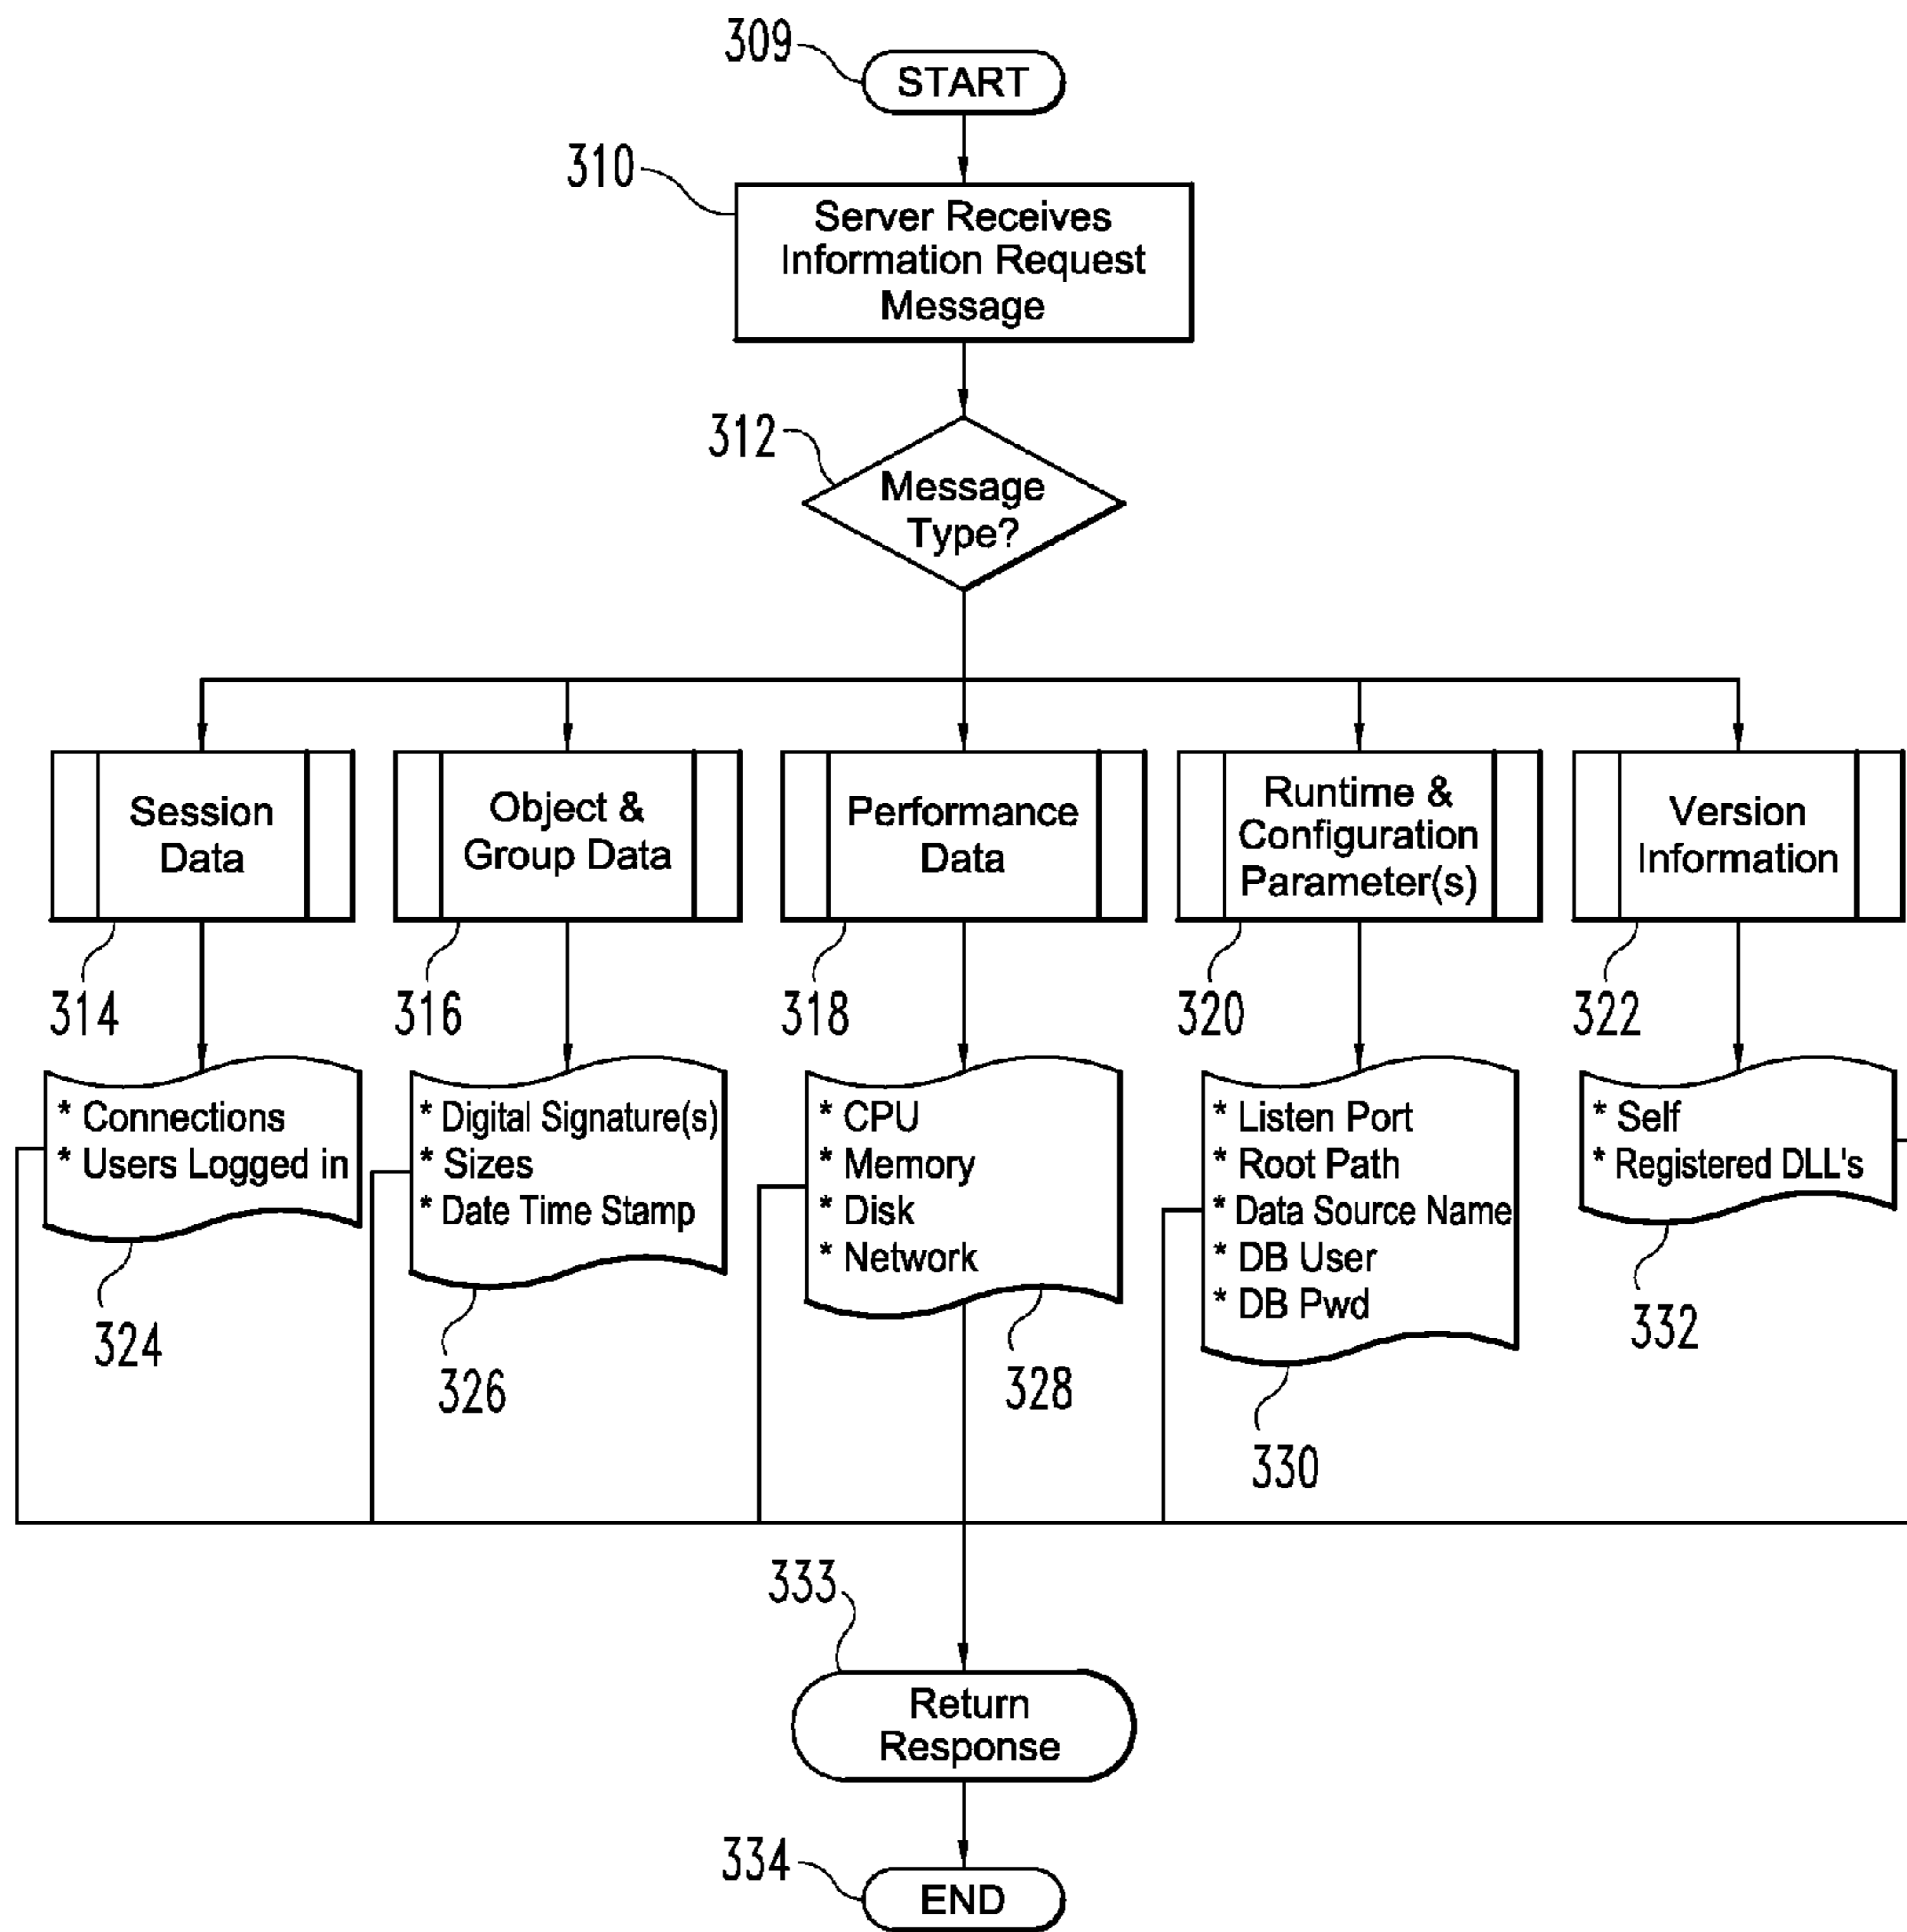 309
START
310
Server Receives
Information Request
Message
312
Message
Type?
Session
Data
Object &
Group Data
Performance
Data
Runtime &
Configuration
Parameter(s)
Version
Information
314
316
318
320
322
* Connections
* Users Logged in
* Digital Signature(s)
* Sizes
* Date Time Stamp
* CPU
* Memory
* Disk
* Network
* Listen Port
* Root Path
* Data Source Name
* DB User
* DB Pwd
* Self
* Registered DLL's
324
326
328
330
332
333
Return
Response
334
END